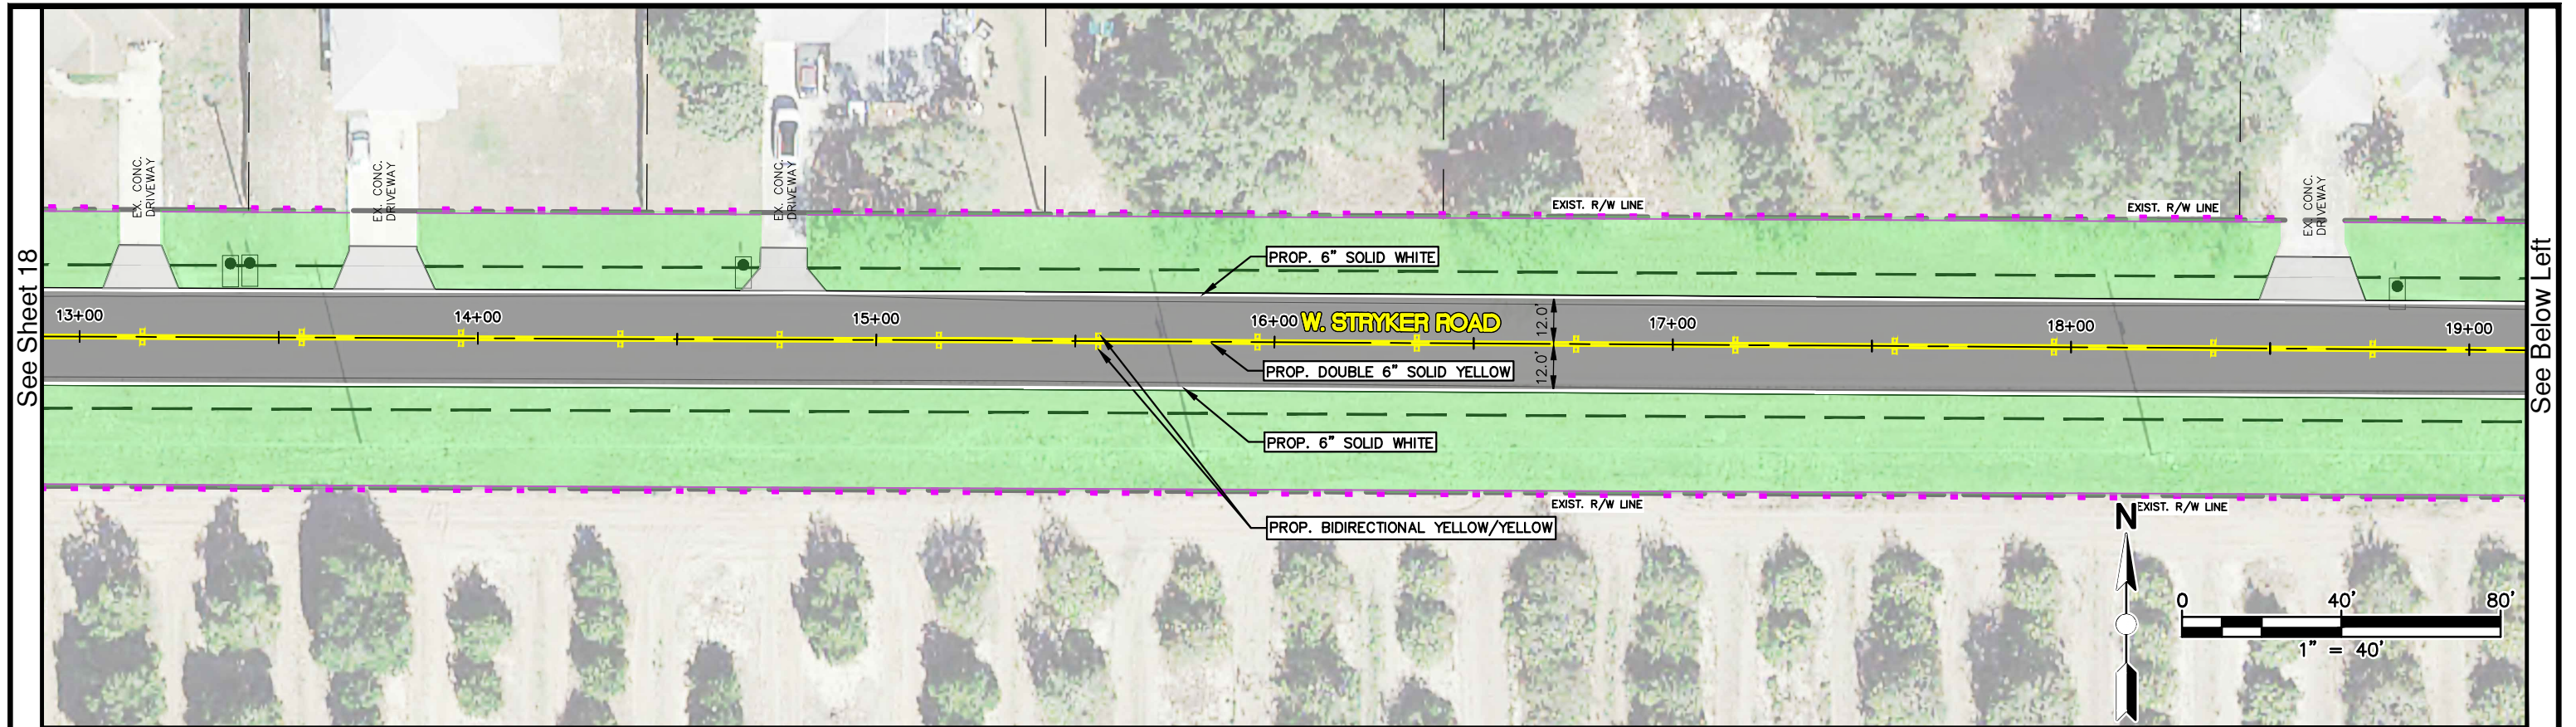 See Sheet 18
EX. CONC.
DRIVEWAY
EX. CONC.
DRIVEWAY
EX. CONC.
DRIVEWAY
EXIST. R/W LINE
EXIST. R/W LINE
EX. CONC.
DRIVEWAY
PROP. 6" SOLID WHITE
13+00
14+00
15+00
16+00
W. STRYKER ROAD
12.0'
17+00
18+00
19+00
PROP. DOUBLE 6" SOLID YELLOW
12.0'
PROP. 6" SOLID WHITE
PROP. BIDIRECTIONAL YELLOW/YELLOW
EXIST. R/W LINE
EXIST. R/W LINE
N
0 40' 80'
1" = 40'
See Below Left